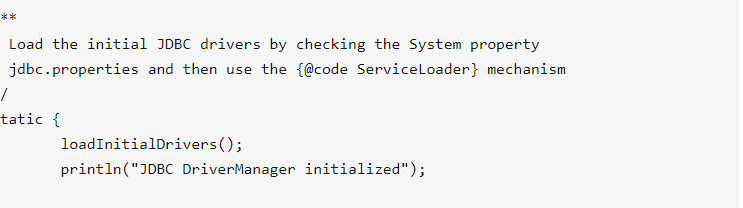 **
Load the initial JDBC drivers by checking the System property
jdbc.properties and then use the {@code ServiceLoader} mechanism
/
tatic {
loadInitialDrivers();
println("JDBC DriverManager initialized");